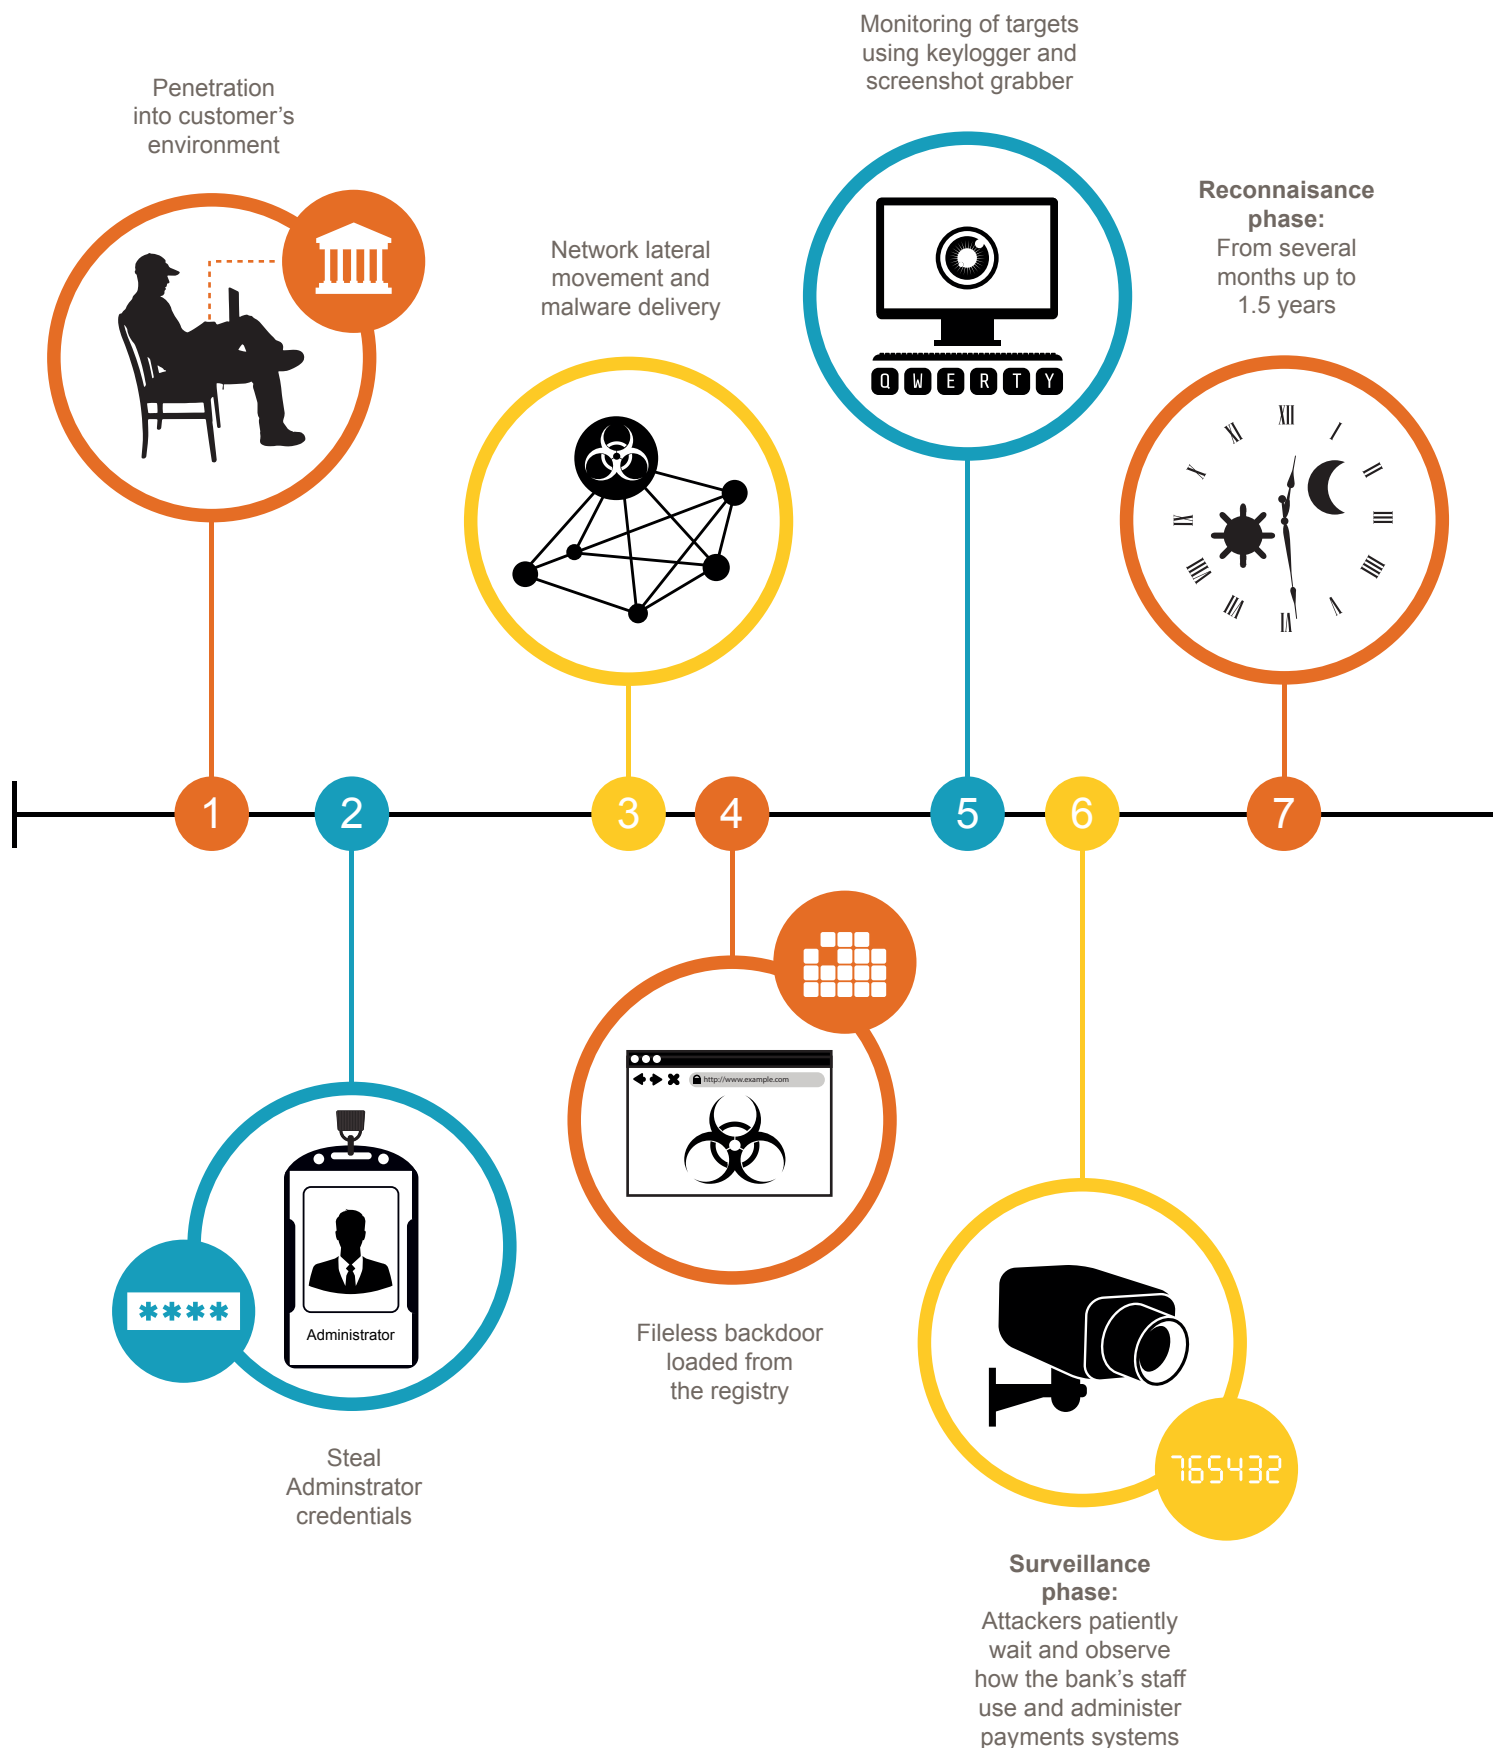 Penetration
into customer's
environment
1
Steal
Adminstrator
credentials
****
Administrator
2
Network lateral
movement and
malware delivery
3
Fileless backdoor
loaded from
the registry
http://www.example.com
4
Monitoring of targets
using keylogger and
screenshot grabber
Q W E R T Y
5
Surveillance
phase:
Attackers patiently
wait and observe
how the bank's staff
use and administer
payments systems
765432
6
Reconnaisance
phase:
From several
months up to
1.5 years
XII
I
II
III
IIII
V
VI
VII
VIII
IX
X
XI
7